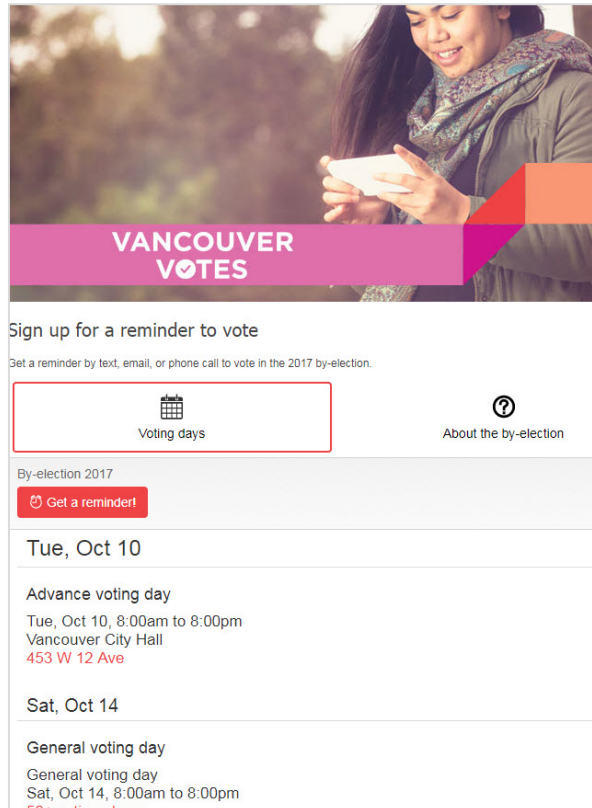 VANCOUVER
VOTES
Sign up for a reminder to vote
Get a reminder by text, email, or phone call to vote in the 2017 by-election.
Voting days
About the by-election
By-election 2017
Get a reminder!
Tue, Oct 10
Advance voting day
Tue, Oct 10, 8:00am to 8:00pm
Vancouver City Hall
453 W 12 Ave
Sat, Oct 14
General voting day
General voting day
Sat, Oct 14, 8:00am to 8:00pm